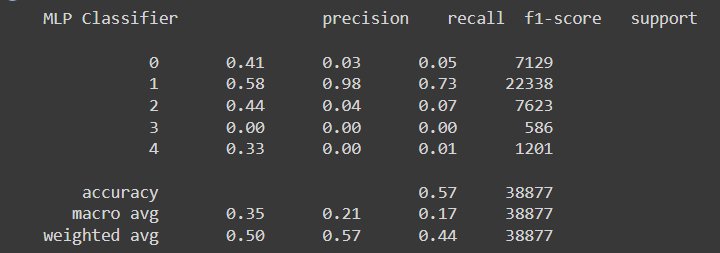 MLP Classifier precision recall f1-score support
0 0.41 0.03 0.05 7129
1 0.58 0.98 0.73 22338
2 0.44 0.04 0.07 7623
3 0.00 0.00 0.00 586
4 0.33 0.00 0.01 1201
accuracy 0.57 38877
macro avg 0.35 0.21 0.17 38877
weighted avg 0.50 0.57 0.44 38877